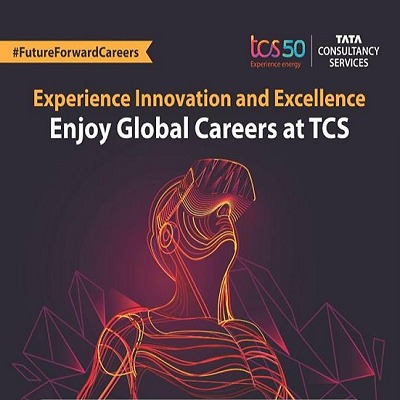 #FutureForwardCareers
tcs50
Experience energy
TATA
CONSULTANCY
SERVICES
Experience Innovation and Excellence
Enjoy Global Careers at TCS